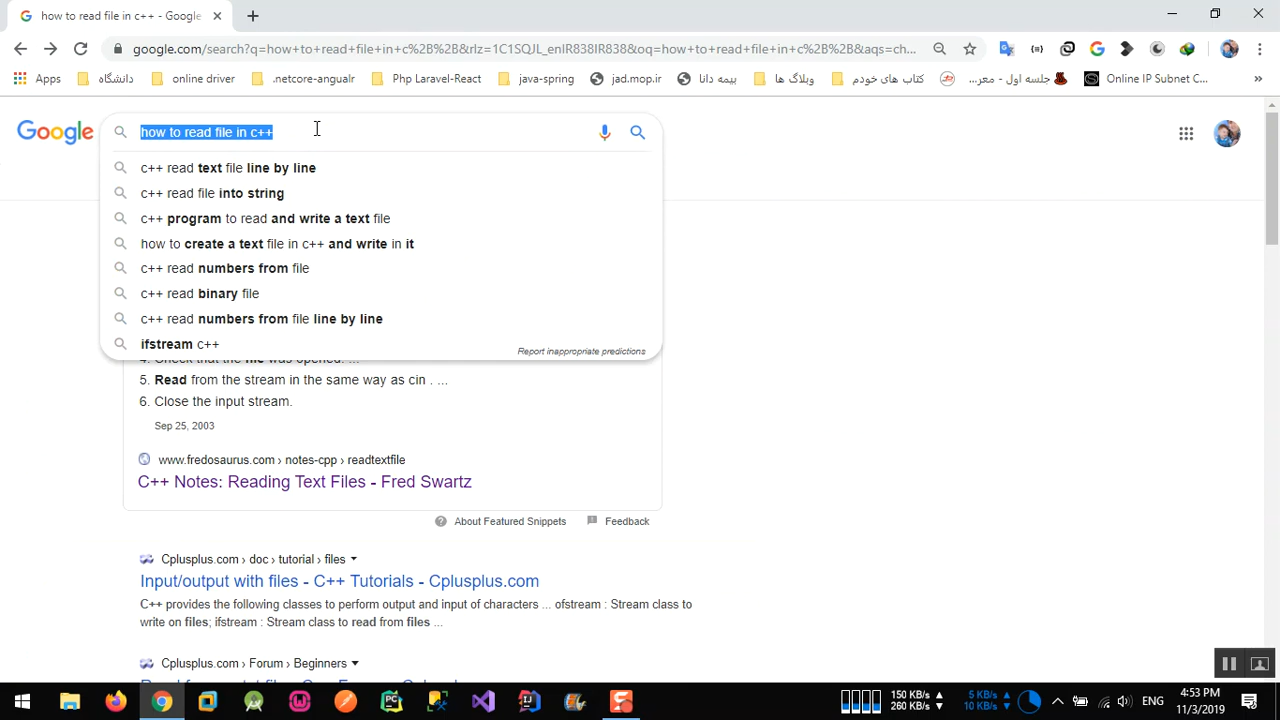 how to read file in c++ - Google
google.com/search?q=how+to+read+file+in+c%2B%2B&rlz=1C1SQJL_enIR838IR838&oq=how+to+read+file+in+c%2B%2B&aqs=ch...
Apps دانشگاه online driver .netcore-angualr Php Laravel-React java-spring jad.mop.ir بیمه دانا وبلاگ ها کتاب های خودم جلسه اول - معر... Online IP Subnet C... »
Google
how to read file in c++
c++ read text file line by line
c++ read file into string
c++ program to read and write a text file
how to create a text file in c++ and write in it
c++ read numbers from file
c++ read binary file
c++ read numbers from file line by line
ifstream c++
Report inappropriate predictions
4. Check that the file was opened. ...
5. Read from the stream in the same way as cin . ...
6. Close the input stream.
Sep 25, 2003
www.fredosaurus.com › notes-cpp › readtextfile
C++ Notes: Reading Text Files - Fred Swartz
About Featured Snippets Feedback
Cplusplus.com › doc › tutorial › files
Input/output with files - C++ Tutorials - Cplusplus.com
C++ provides the following classes to perform output and input of characters ... ofstream : Stream class to
write on files; ifstream : Stream class to read from files ...
Cplusplus.com › Forum › Beginners
150 KB/s 5 KB/s
260 KB/s 10 KB/s
ENG
4:53 PM
11/3/2019